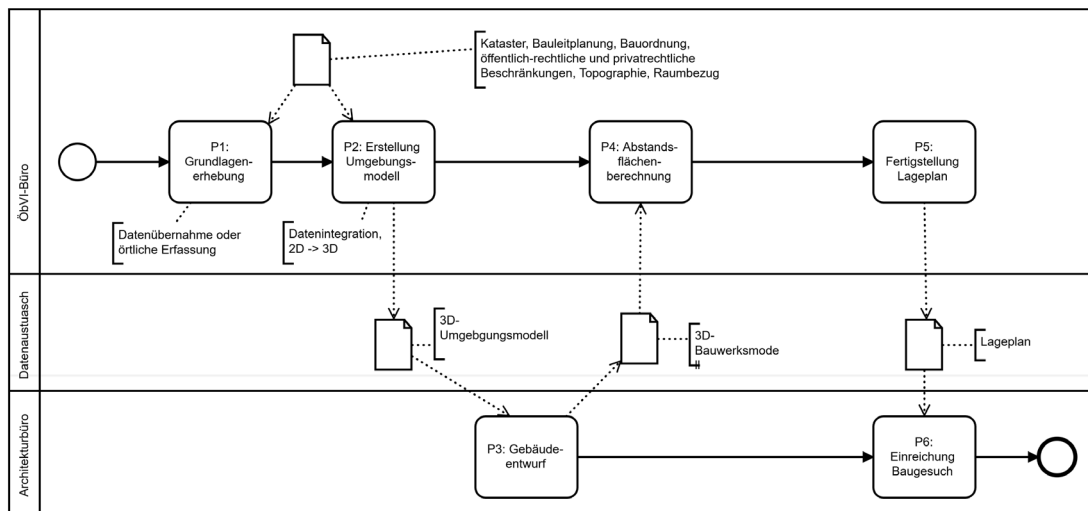 ÖbVI-Büro
Kataster, Bauleitplanung, Bauordnung,
öffentlich-rechtliche und privatrechtliche
Beschränkungen, Topographie, Raumbezug
P1:
Grundlagen-
erhebung
P2: Erstellung
Umgebungs-
modell
P4: Abstands-
flächen-
berechnung
P5:
Fertigstellung
Lageplan
Datenübernahme oder
örtliche Erfassung
Datenintegration,
2D -> 3D
Datenaustuasch
3D-
Umgebgungsmodell
3D-
Bauwerksmode
ll
Lageplan
Architekturbüro
P3: Gebäude-
entwurf
P6:
Einreichung
Baugesuch